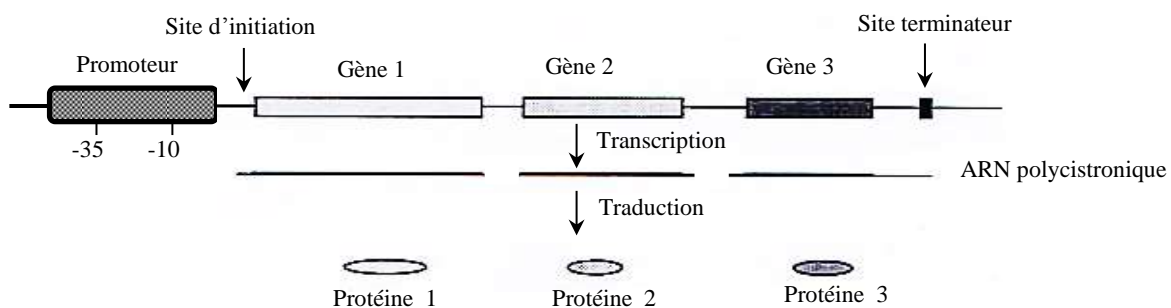 Site d'initiation
Site terminateur
Promoteur
Gène 1
Gène 2
Gène 3
-35
-10
Transcription
ARN polycistronique
Traduction
Protéine 1
Protéine 2
Protéine 3